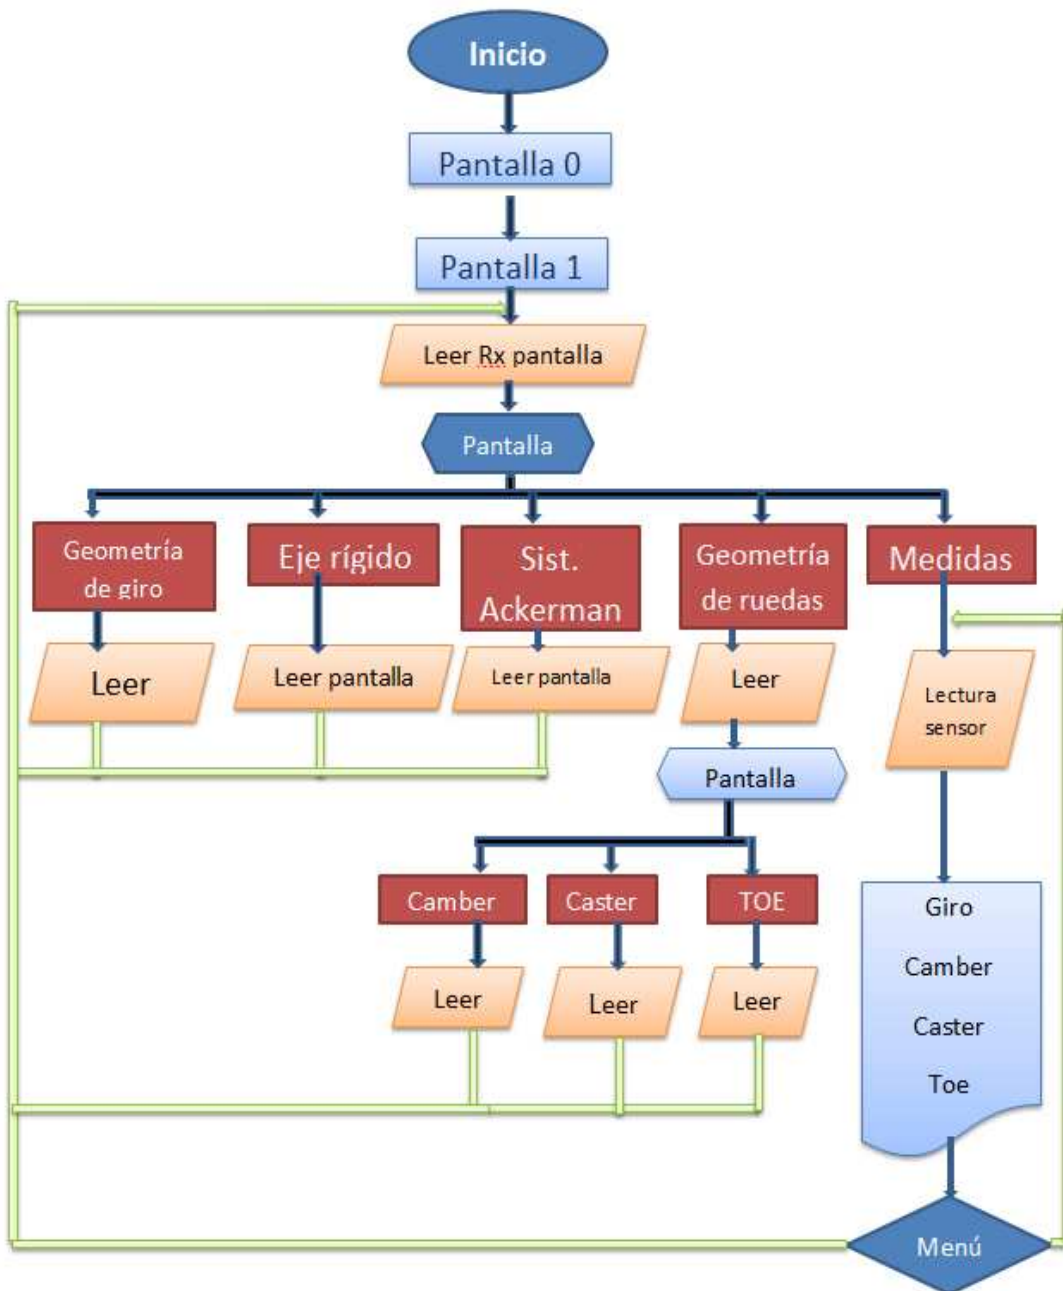 Inicio
Pantalla 0
Pantalla 1
Leer Rx pantalla
Pantalla
Geometría
de giro
Eje rígido
Sist.
Ackerman
Geometría
de ruedas
Medidas
Leer
Leer pantalla
Leer pantalla
Leer
Lectura
sensor
Pantalla
Camber
Caster
TOE
Leer
Leer
Leer
Giro
Camber
Caster
Toe
Menú